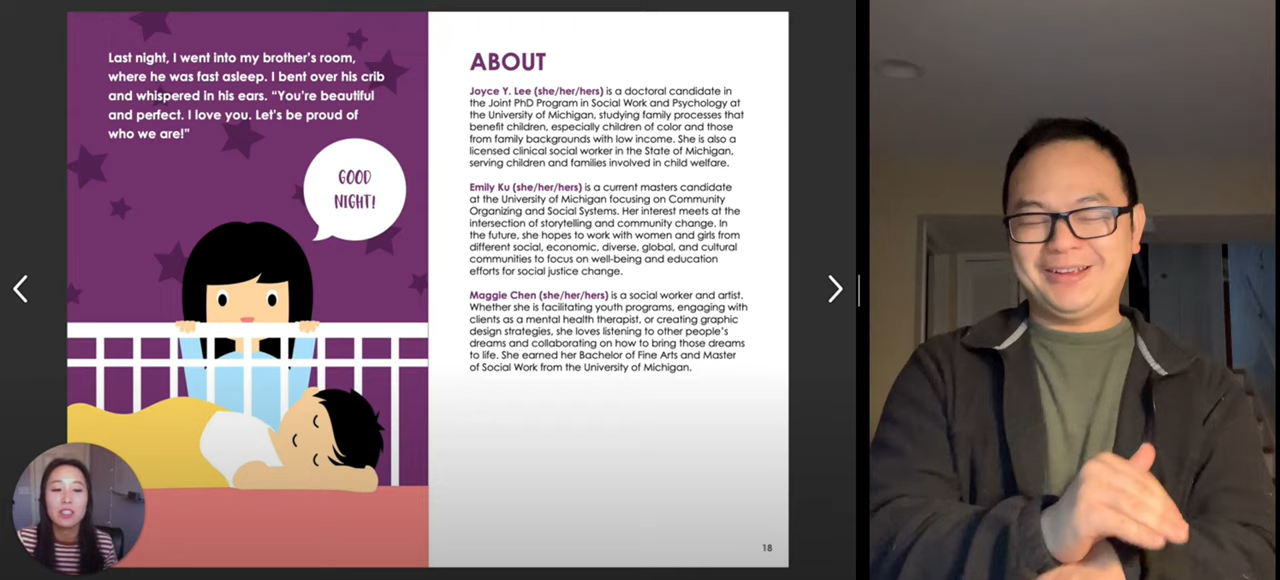 Last night, I went into my brother's room,
where he was fast asleep. I bent over his crib
and whispered in his ears. "You're beautiful
and perfect. I love you. Let's be proud of
who we are!"
GOOD
NIGHT!
ABOUT
Joyce Y. Lee (she/her/hers) is a doctoral candidate in
the Joint PhD Program in Social Work and Psychology at
the University of Michigan, studying family processes that
benefit children, especially children of color and those
from family backgrounds with low income. She is also a
licensed clinical social worker in the State of Michigan,
serving children and families involved in child welfare.
Emily Ku (she/her/hers) is a current masters candidate
at the University of Michigan focusing on Community
Organizing and Social Systems. Her interest meets at the
intersection of storytelling and community change. In
the future, she hopes to work with women and girls from
different social, economic, diverse, global, and cultural
communities to focus on well-being and education
efforts for social justice change.
Maggie Chen (she/her/hers) is a social worker and artist.
Whether she is facilitating youth programs, engaging with
clients as a mental health therapist, or creating graphic
design strategies, she loves listening to other people's
dreams and collaborating on how to bring those dreams
to life. She earned her Bachelor of Fine Arts and Master
of Social Work from the University of Michigan.
18